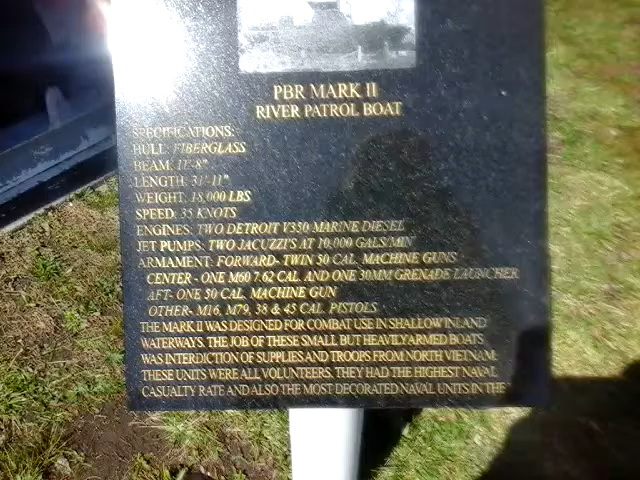 PBR MARK II
RIVER PATROL BOAT
SPECIFICATIONS:
HULL: FIBERGLASS
BEAM: 11'-8"
LENGTH: 31'-11"
WEIGHT: 18,000 LBS
SPEED: 35 KNOTS
ENGINES: TWO DETROIT V350 MARINE DIESEL
JET PUMPS: TWO JACUZZI'S AT 10,000 GALS/MIN
ARMAMENT: FORWARD- TWIN 50 CAL. MACHINE GUNS
CENTER - ONE M60 7.62 CAL. AND ONE 30MM GRENADE LAUNCHER
AFT- ONE 50 CAL. MACHINE GUN
OTHER- M16, M79, 38 & 45 CAL. PISTOLS
THE MARK II WAS DESIGNED FOR COMBAT USE IN SHALLOW INLAND
WATERWAYS. THE JOB OF THESE SMALL BUT HEAVILY ARMED BOATS
WAS INTERDICTION OF SUPPLIES AND TROOPS FROM NORTH VIETNAM.
THESE UNITS WERE ALL VOLUNTEERS. THEY HAD THE HIGHEST NAVAL
CASUALTY RATE AND ALSO THE MOST DECORATED NAVAL UNITS IN THE